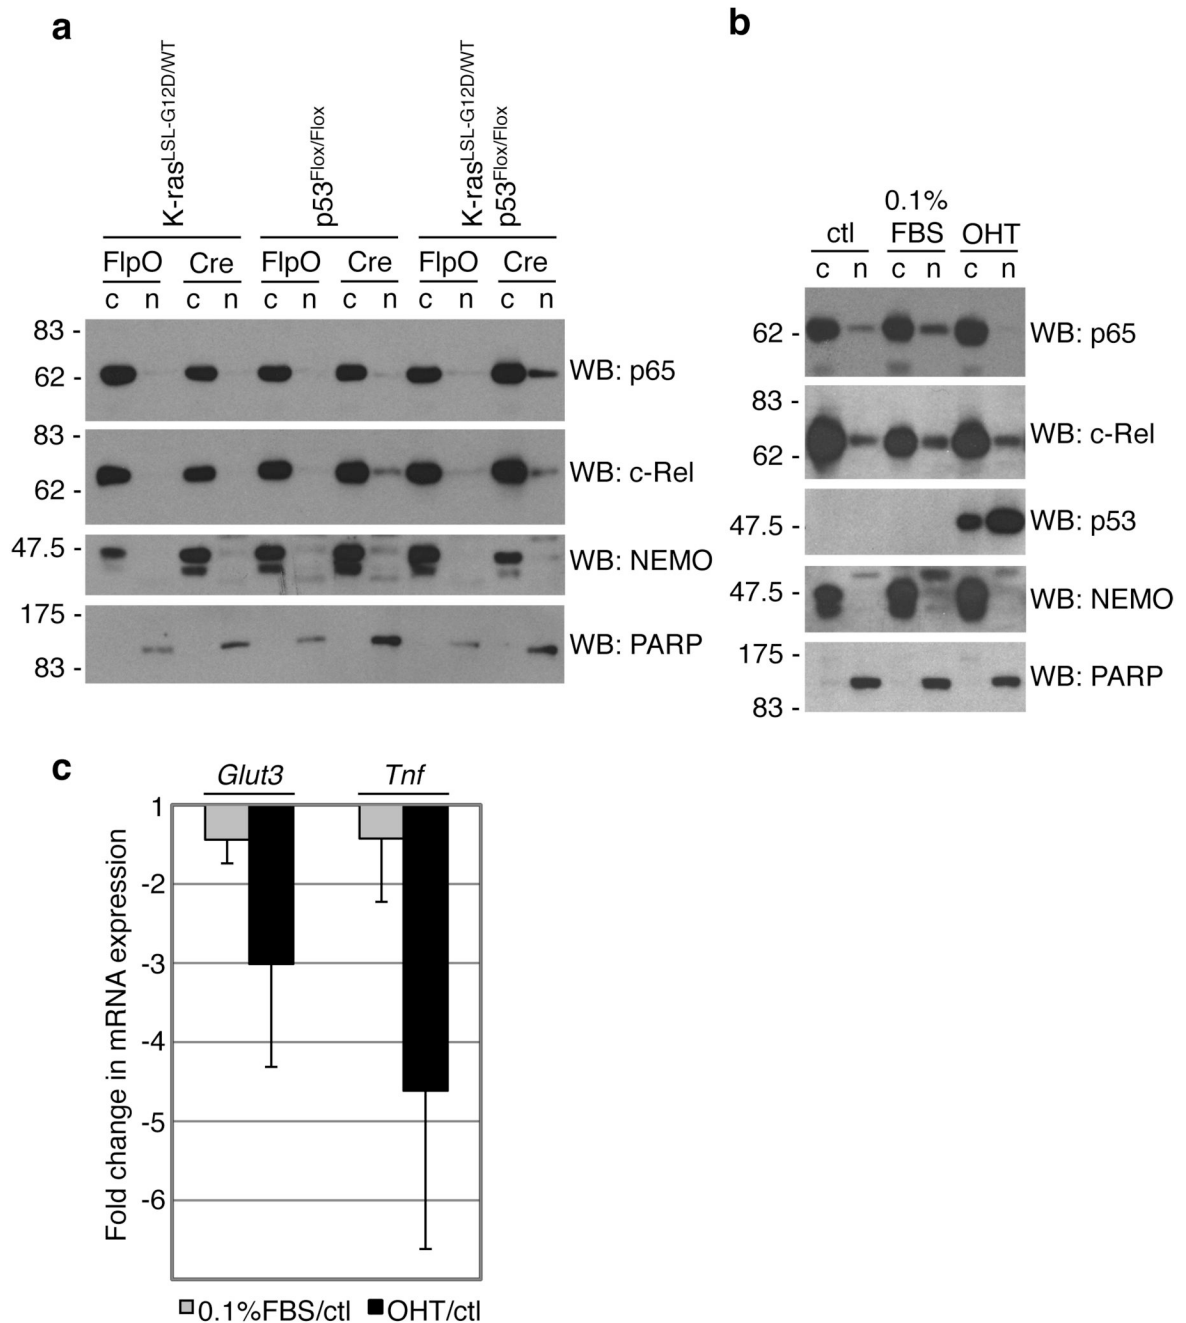 a
K-ras^LSL-G12D/WT
p53^Flox/Flox
K-ras^LSL-G12D/WT
p53^Flox/Flox
FlpO Cre FlpO Cre FlpO Cre
c n c n c n c n c n c n
83 -
62 -
WB: p65
83 -
62 -
WB: c-Rel
47.5 -
WB: NEMO
175 -
83 -
WB: PARP
b
ctl 0.1% FBS OHT
c n c n c n
62 -
WB: p65
83 -
62 -
WB: c-Rel
47.5 -
WB: p53
47.5 -
WB: NEMO
175 -
83 -
WB: PARP
c
Glut3 Tnf
Fold change in mRNA expression
1
-2
-3
-4
-5
-6
0.1%FBS/ctl OHT/ctl